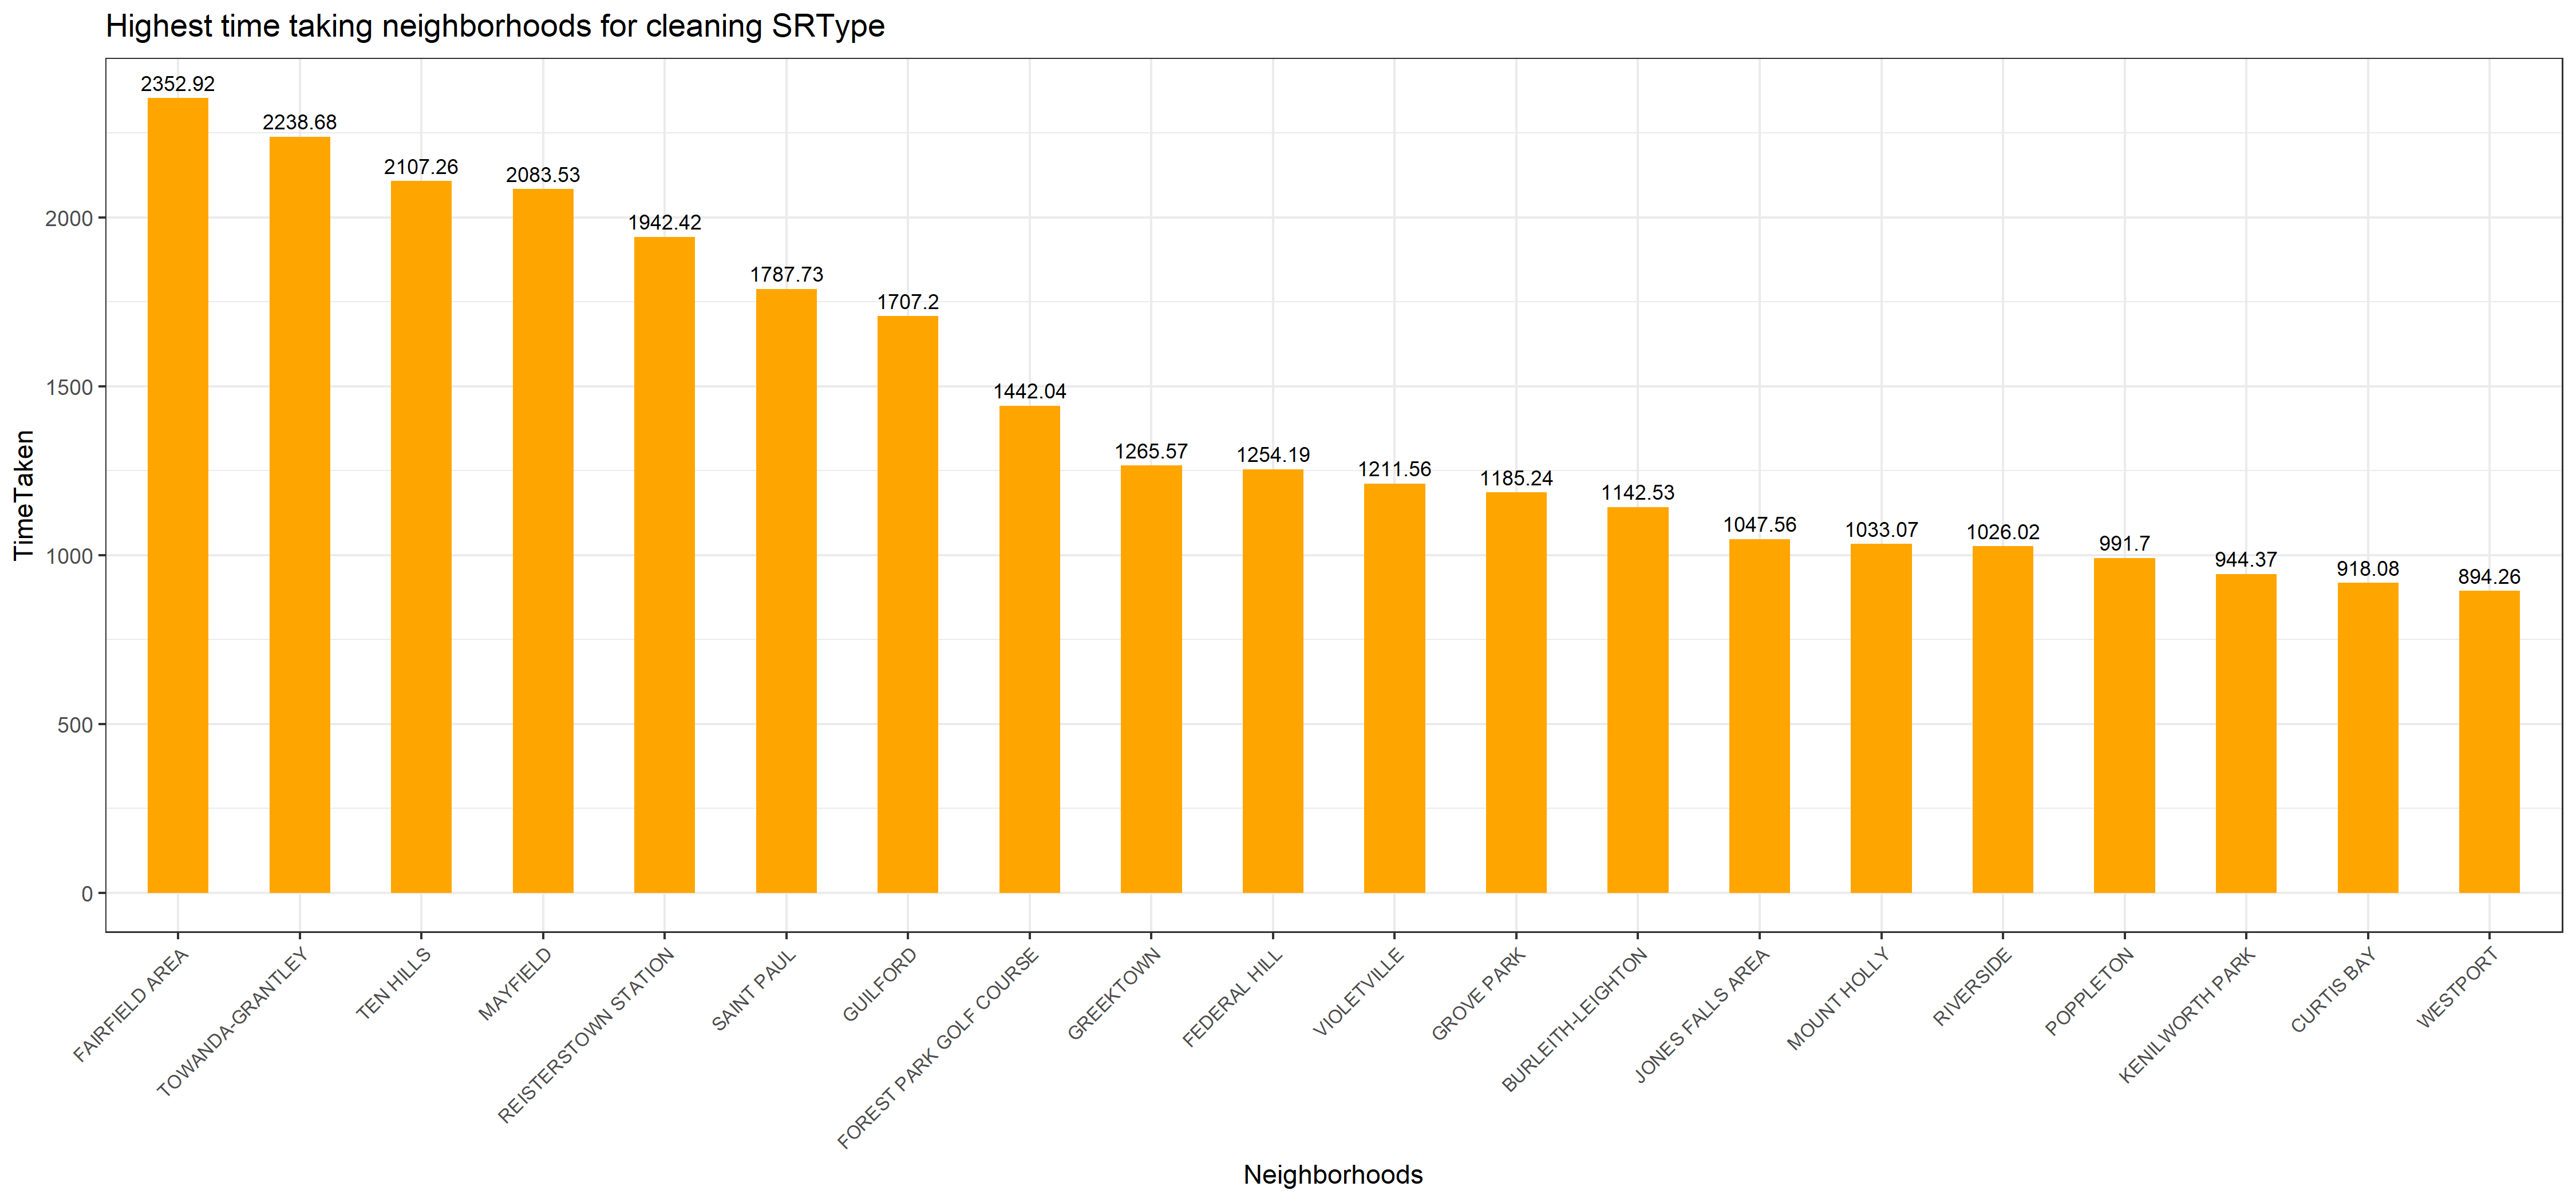 Highest time taking neighborhoods for cleaning SRType
2352.92
2238.68
2107.26
2083.53
1942.42
1787.73
1707.2
1442.04
1265.57
1254.19
1211.56
1185.24
1142.53
1047.56
1033.07
1026.02
991.7
944.37
918.08
894.26
TimeTaken
2000
1500
1000
500
0
FAIRFIELD AREA
TOWANDA-GRANTLEY
TEN HILLS
MAYFIELD
REISTERSTOWN STATION
SAINT PAUL
GUILFORD
FOREST PARK GOLF COURSE
GREEKTOWN
FEDERAL HILL
VIOLETVILLE
GROVE PARK
BURLEITH-LEIGHTON
JONES FALLS AREA
MOUNT HOLLY
RIVERSIDE
POPPLETON
KENILWORTH PARK
CURTIS BAY
WESTPORT
Neighborhoods